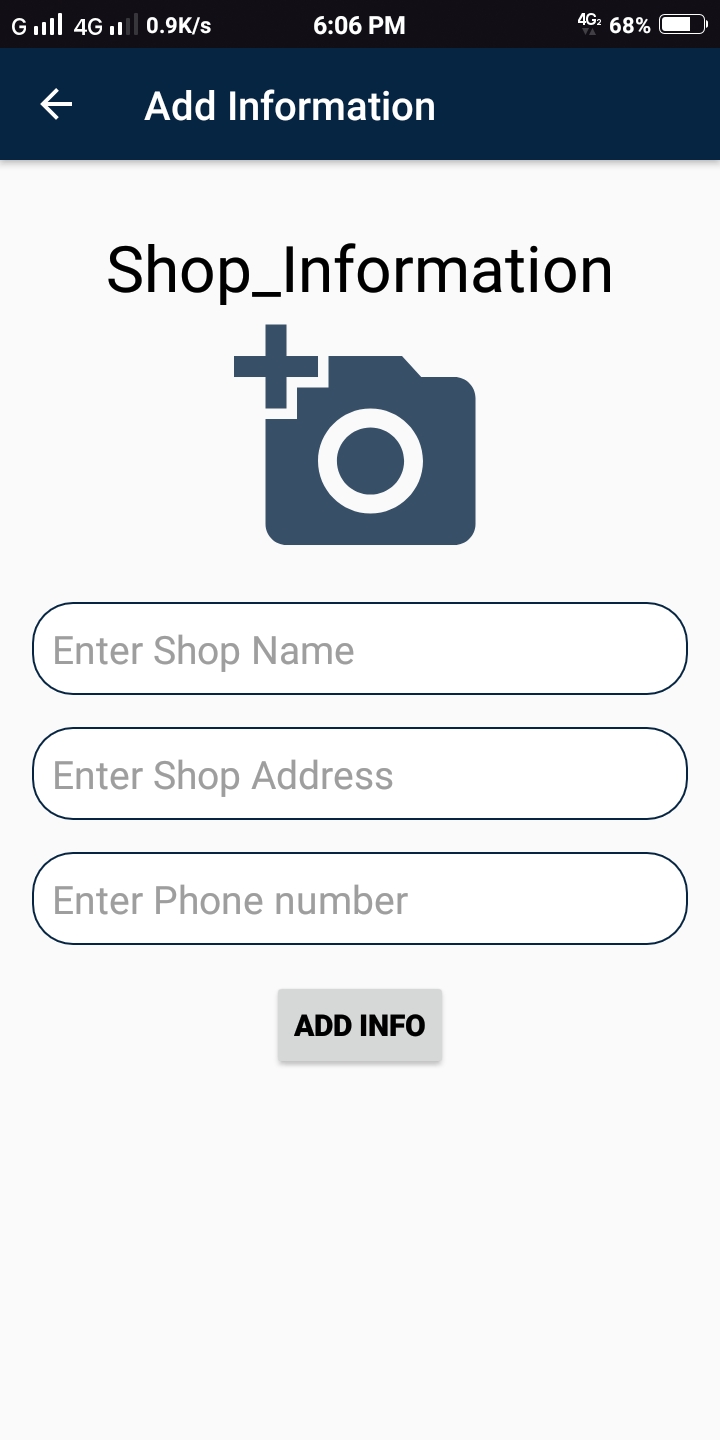 G 4G 0.9K/s 6:06 PM 4G2 68%
Add Information
Shop_Information
Enter Shop Name
Enter Shop Address
Enter Phone number
ADD INFO